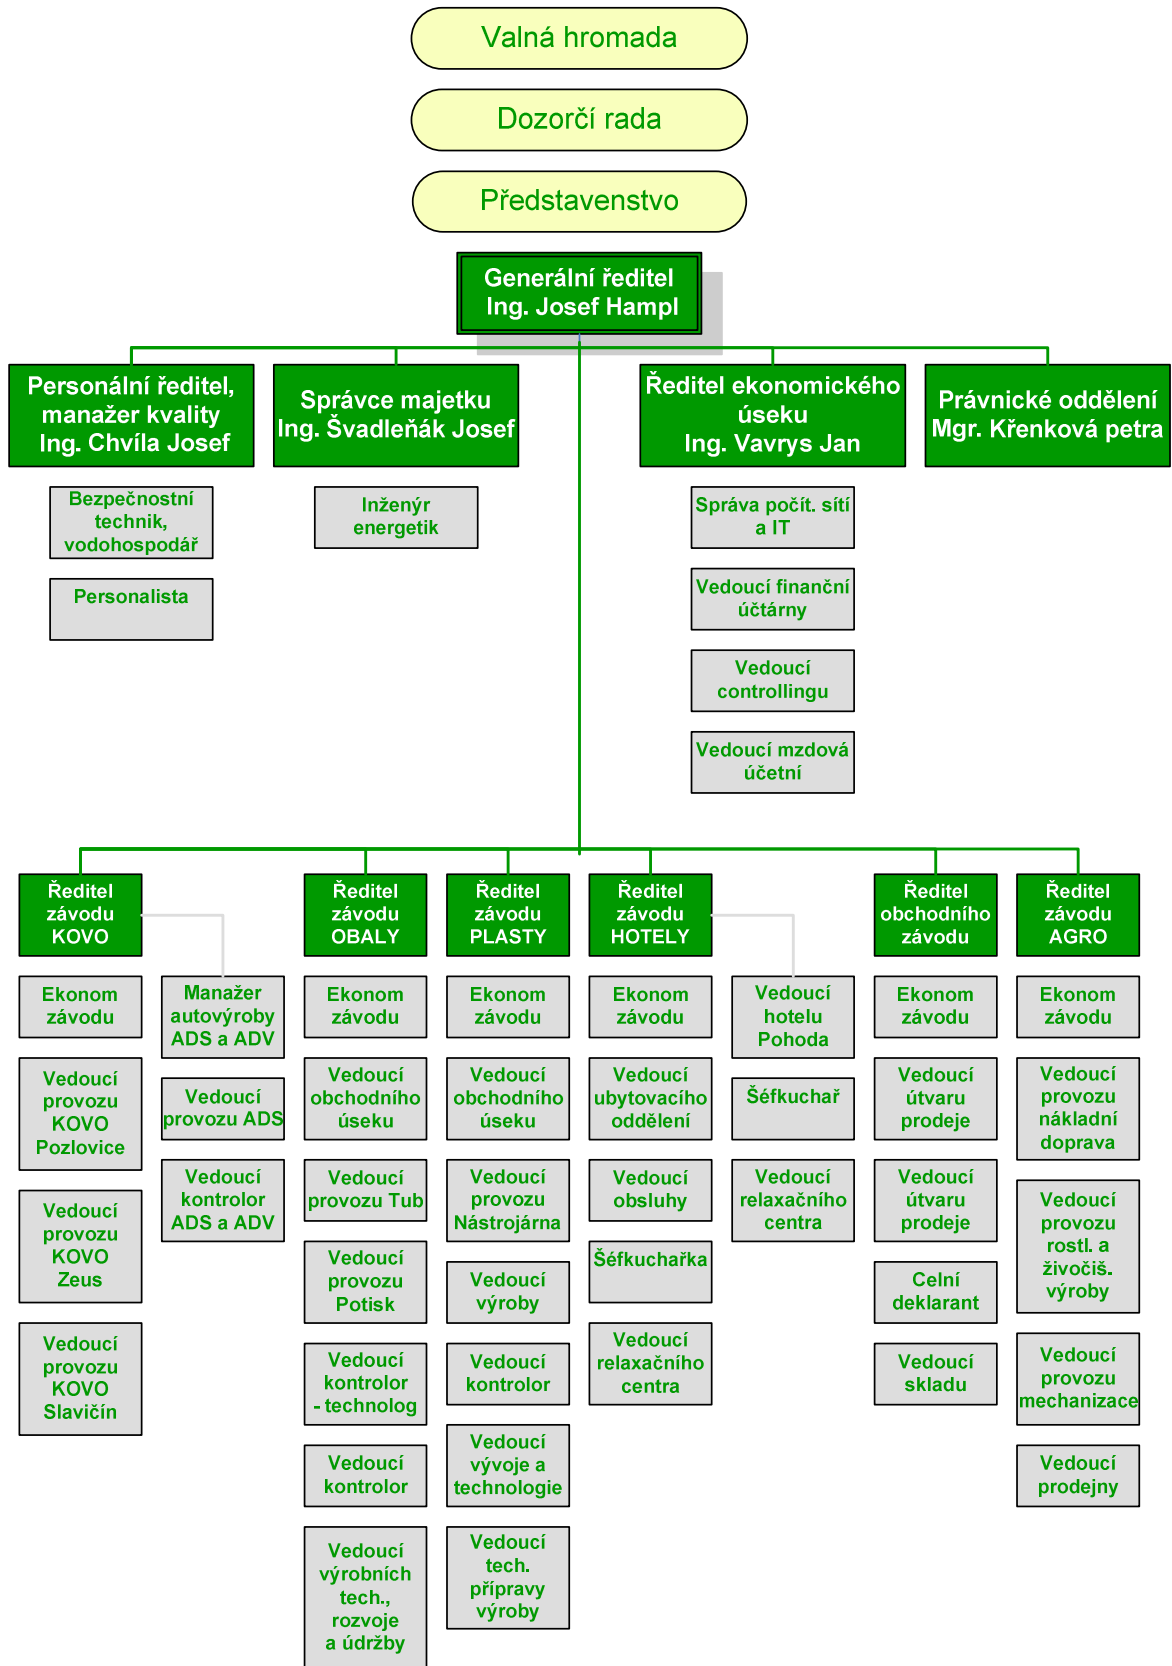 Valná hromada
Dozorčí rada
Představenstvo
Generální ředitel
Ing. Josef Hampl
Personální ředitel,
manažer kvality
Ing. Chvíla Josef
Správce majetku
Ing. Švadleňák Josef
Ředitel ekonomického
úseku
Ing. Vavrys Jan
Právnické oddělení
Mgr. Křenková petra
Bezpečnostní
technik,
vodohospodář
Personalista
Inženýr
energetik
Správa počít. sítí
a IT
Vedoucí finanční
účtárny
Vedoucí
controllingu
Vedoucí mzdová
účetní
Ředitel
závodu
KOVO
Ekonom
závodu
Vedoucí
provozu
KOVO
Pozlovice
Vedoucí
provozu
KOVO
Zeus
Vedoucí
provozu
KOVO
Slavičín
Manažer
autovýroby
ADS a ADV
Vedoucí
provozu ADS
Vedoucí
kontrolor
ADS a ADV
Ředitel
závodu
OBALY
Ekonom
závodu
Vedoucí
obchodního
úseku
Vedoucí
provozu Tub
Vedoucí
provozu
Potisk
Vedoucí
kontrolor
- technolog
Vedoucí
kontrolor
Vedoucí
výrobních
tech.,
rozvoje
a údržby
Ředitel
závodu
PLASTY
Ekonom
závodu
Vedoucí
obchodního
úseku
Vedoucí
provozu
Nástrojárna
Vedoucí
výroby
Vedoucí
kontrolor
Vedoucí
vývoje a
technologie
Vedoucí
tech.
přípravy
výroby
Ředitel
závodu
HOTELY
Ekonom
závodu
Vedoucí
ubytovacího
oddělení
Vedoucí
obsluhy
Šéfkuchařka
Vedoucí
relaxačního
centra
Vedoucí
hotelu
Pohoda
Šéfkuchař
Vedoucí
relaxačního
centra
Ředitel
obchodního
závodu
Ekonom
závodu
Vedoucí
útvaru
prodeje
Vedoucí
útvaru
prodeje
Celní
deklarant
Vedoucí
skladu
Ředitel
závodu
AGRO
Ekonom
závodu
Vedoucí
provozu
nákladní
doprava
Vedoucí
provozu
rostl. a
živočiš.
výroby
Vedoucí
provozu
mechanizace
Vedoucí
prodejny